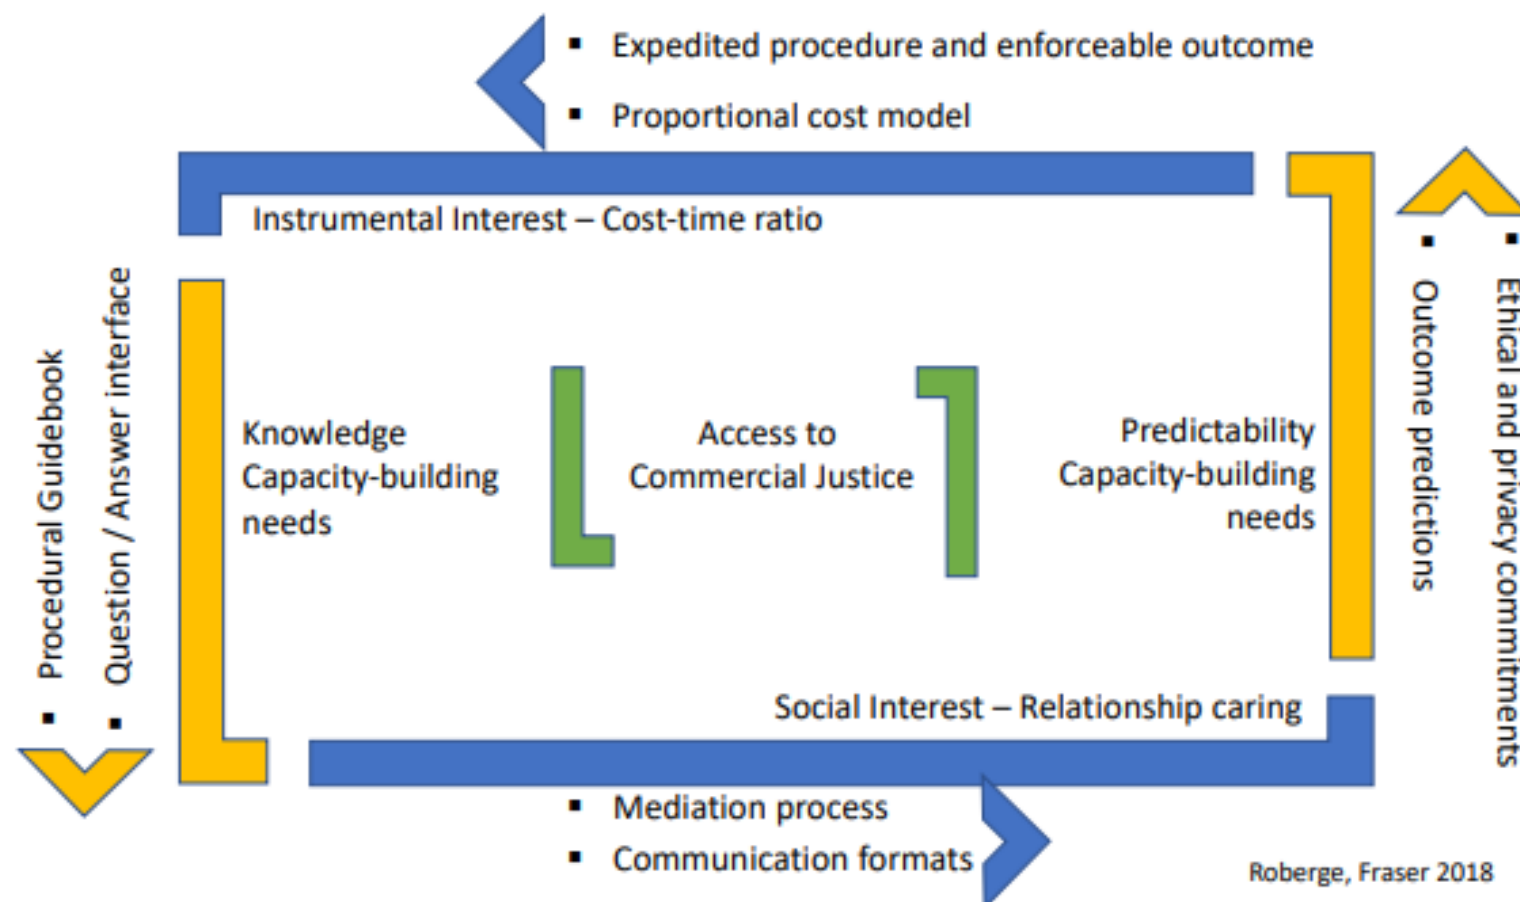 ▪ Expedited procedure and enforceable outcome
▪ Proportional cost model
Instrumental Interest – Cost-time ratio
▪ Procedural Guidebook
▪ Question / Answer interface
Knowledge
Capacity-building
needs
Access to
Commercial Justice
Predictability
Capacity-building
needs
▪ Outcome predictions
▪ Ethical and privacy commitments
Social Interest – Relationship caring
▪ Mediation process
▪ Communication formats
Roberge, Fraser 2018